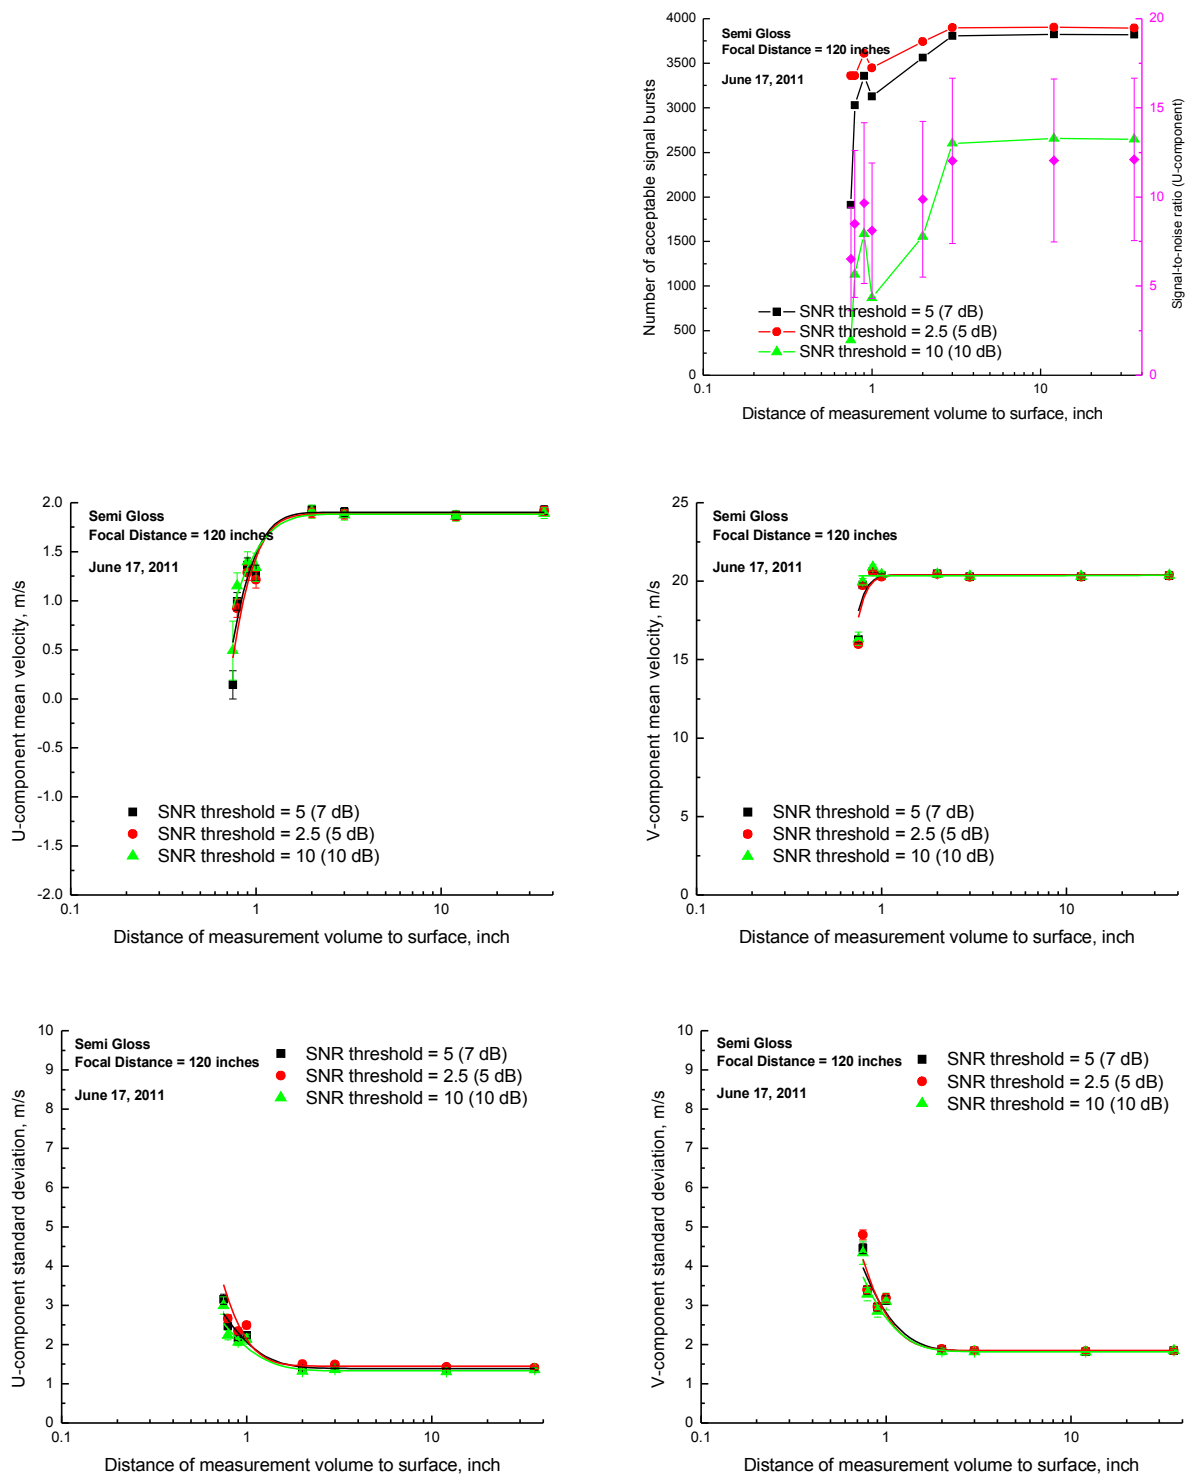 Semi Gloss
Focal Distance = 120 inches
June 17, 2011
4000
3500
3000
2500
2000
1500
1000
500
0
Number of acceptable signal bursts
20
15
10
5
0
Signal-to-noise ratio (U-component)
SNR threshold = 5 (7 dB)
SNR threshold = 2.5 (5 dB)
SNR threshold = 10 (10 dB)
0.1
1
10
Distance of measurement volume to surface, inch
Semi Gloss
Focal Distance = 120 inches
June 17, 2011
2.0
1.5
1.0
0.5
0.0
-0.5
-1.0
-1.5
-2.0
U-component mean velocity, m/s
SNR threshold = 5 (7 dB)
SNR threshold = 2.5 (5 dB)
SNR threshold = 10 (10 dB)
0.1
1
10
Distance of measurement volume to surface, inch
Semi Gloss
Focal Distance = 120 inches
June 17, 2011
25
20
15
10
5
0
V-component mean velocity, m/s
SNR threshold = 5 (7 dB)
SNR threshold = 2.5 (5 dB)
SNR threshold = 10 (10 dB)
0.1
1
10
Distance of measurement volume to surface, inch
Semi Gloss
Focal Distance = 120 inches
June 17, 2011
SNR threshold = 5 (7 dB)
SNR threshold = 2.5 (5 dB)
SNR threshold = 10 (10 dB)
10
9
8
7
6
5
4
3
2
1
0
U-component standard deviation, m/s
0.1
1
10
Distance of measurement volume to surface, inch
Semi Gloss
Focal Distance = 120 inches
June 17, 2011
SNR threshold = 5 (7 dB)
SNR threshold = 2.5 (5 dB)
SNR threshold = 10 (10 dB)
10
9
8
7
6
5
4
3
2
1
0
V-component standard deviation, m/s
0.1
1
10
Distance of measurement volume to surface, inch